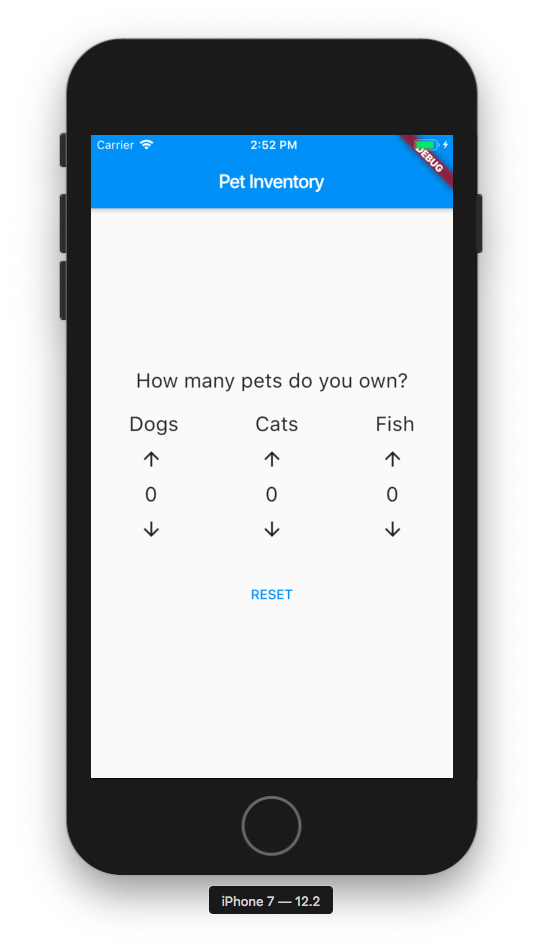 Carrier 2:52 PM
DEBUG
Pet Inventory
How many pets do you own?
Dogs Cats Fish
0 0 0
RESET
iPhone 7 — 12.2